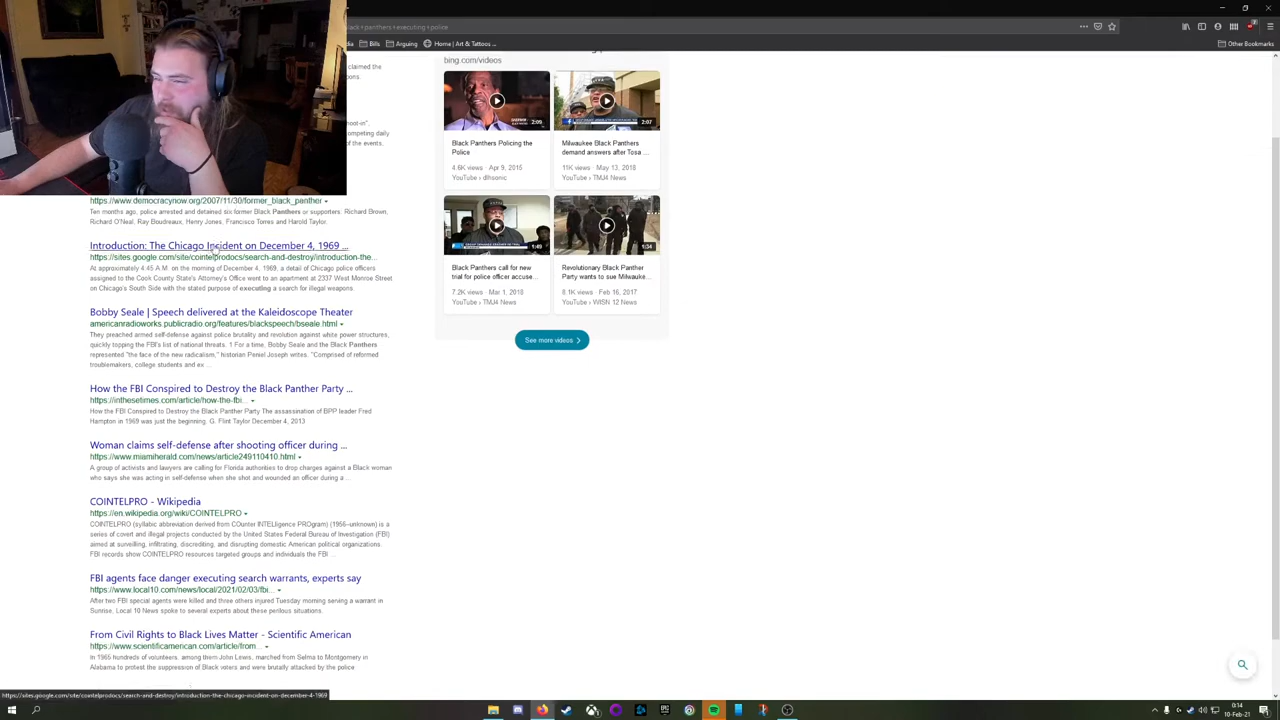 lack+panthers+executing+police
dia Bills Arguing Home | Art & Tattoos ... Other Bookmarks
claimed the
pons.
hoot-in".
competing daily
of the events,
https://www.democracynow.org/2007/11/30/former_black_panther
Ten months ago, police arrested and detained six former Black Panthers or supporters. Richard Brown,
Richard O'Neal, Ray Boudreaux, Henry Jones, Francisco Torres and Harold Taylor.
Introduction: The Chicago Incident on December 4, 1969 ...
https://sites.google.com/site/cointelprodocs/search-and-destroy/introduction-the...
At approximately 4:45 A.M. on the morning of December 4, 1969, a detail of Chicago police officers
assigned to the Cook County State's Attorney's Office went to an apartment at 2337 West Monroe Street
on Chicago's South Side with the stated purpose of executing a search for illegal weapons.
Bobby Seale | Speech delivered at the Kaleidoscope Theater
americanradioworks.publicradio.org/features/blackspeech/bseale.html
They preached armed self-defense against police brutality and revolution against white power structures,
quickly topping the FBI's list of national threats. 1 For a time, Bobby Seale and the Black Panthers
represented "the face of the new radicalism," historian Peniel Joseph writes. "Comprised of reformed
troublemakers, college students and ex ...
How the FBI Conspired to Destroy the Black Panther Party ...
https://inthesetimes.com/article/how-the-fbi...
How the FBI Conspired to Destroy the Black Panther Party The assassination of BPP leader Fred
Hampton in 1969 was just the beginning. G. Flint Taylor December 4, 2013
Woman claims self-defense after shooting officer during ...
https://www.miamiherald.com/news/article249110410.html
A group of activists and lawyers are calling for Florida authorities to drop charges against a Black woman
who says she was acting in self-defense when she shot and wounded an officer during a ...
COINTELPRO - Wikipedia
https://en.wikipedia.org/wiki/COINTELPRO
COINTELPRO (syllabic abbreviation derived from COunter INTELligence PROgram) (1956–unknown) is a
series of covert and illegal projects conducted by the United States Federal Bureau of Investigation (FBI)
aimed at surveilling, infiltrating, discrediting, and disrupting domestic American political organizations.
FBI records show COINTELPRO resources targeted groups and individuals the FBI ...
FBI agents face danger executing search warrants, experts say
https://www.local10.com/news/local/2021/02/03/fbi...
After two FBI special agents were killed and three others injured Tuesday morning serving a warrant in
Sunrise, Local 10 News spoke to several experts about these perilous situations.
From Civil Rights to Black Lives Matter - Scientific American
https://www.scientificamerican.com/article/from...
In 1965 hundreds of volunteers, among them John Lewis, marched from Selma to Montgomery in
Alabama to protest the suppression of Black voters and were brutally attacked by the police
https://sites.google.com/site/cointelprodocs/search-and-destroy/introduction-the-chicago-incident-on-december-4-1969
bing.com/videos
2:09
Black Panthers Policing the
Police
4.6K views · Apr 9, 2015
YouTube › dlhsonic
2:07
Milwaukee Black Panthers
demand answers after Tosa ...
11K views · May 13, 2018
YouTube › TMJ4 News
1:49
Black Panthers call for new
trial for police officer accuse...
7.2K views · Mar 1, 2018
YouTube › TMJ4 News
1:34
Revolutionary Black Panther
Party wants to sue Milwauke...
8.1K views · Feb 16, 2017
YouTube › WISN 12 News
See more videos
0:14
10-Feb-21